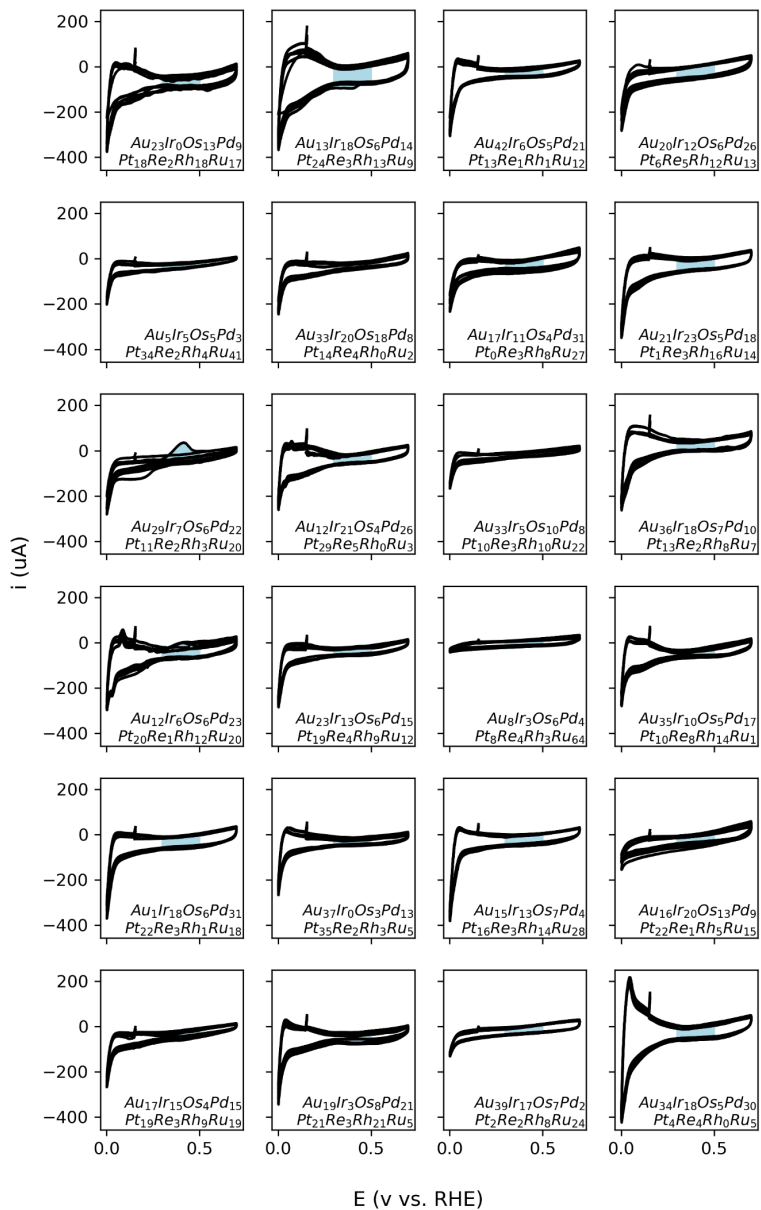 200
0
−200
−400
Au₂₃Ir₀Os₁₃Pd₉
Pt₁₈Re₂Rh₁₈Ru₁₇
Au₁₃Ir₁₈Os₆Pd₁₄
Pt₂₄Re₃Rh₁₃Ru₉
Au₄₂Ir₆Os₅Pd₂₁
Pt₁₃Re₁Rh₁Ru₁₂
Au₂₀Ir₁₂Os₆Pd₂₆
Pt₆Re₅Rh₁₂Ru₁₃
200
0
−200
−400
Au₅Ir₅Os₅Pd₃
Pt₃₄Re₂Rh₄Ru₄₁
Au₃₃Ir₂₀Os₁₈Pd₈
Pt₁₄Re₄Rh₀Ru₂
Au₁₇Ir₁₁Os₄Pd₃₁
Pt₀Re₃Rh₈Ru₂₇
Au₂₁Ir₂₃Os₅Pd₁₈
Pt₁Re₃Rh₁₆Ru₁₄
200
0
−200
−400
Au₂₉Ir₇Os₆Pd₂₂
Pt₁₁Re₂Rh₃Ru₂₀
Au₁₂Ir₂₁Os₄Pd₂₆
Pt₂₉Re₅Rh₀Ru₃
Au₃₃Ir₅Os₁₀Pd₈
Pt₁₀Re₃Rh₁₀Ru₂₂
Au₃₆Ir₁₈Os₇Pd₁₀
Pt₁₃Re₂Rh₈Ru₇
i (uA)
200
0
−200
−400
Au₁₂Ir₆Os₆Pd₂₃
Pt₂₀Re₁Rh₁₂Ru₂₀
Au₂₃Ir₁₃Os₆Pd₁₅
Pt₁₉Re₄Rh₉Ru₁₂
Au₈Ir₃Os₆Pd₄
Pt₈Re₄Rh₃Ru₆₄
Au₃₅Ir₁₀Os₅Pd₁₇
Pt₁₀Re₈Rh₁₄Ru₁
200
0
−200
−400
Au₁Ir₁₈Os₆Pd₃₁
Pt₂₂Re₃Rh₁Ru₁₈
Au₃₇Ir₀Os₃Pd₁₃
Pt₃₅Re₂Rh₃Ru₅
Au₁₅Ir₁₃Os₇Pd₄
Pt₁₆Re₃Rh₁₄Ru₂₈
Au₁₆Ir₂₀Os₁₃Pd₉
Pt₂₂Re₁Rh₅Ru₁₅
200
0
−200
−400
Au₁₇Ir₁₅Os₄Pd₁₅
Pt₁₉Re₃Rh₉Ru₁₉
Au₁₉Ir₃Os₈Pd₂₁
Pt₂₁Re₃Rh₂₁Ru₅
Au₃₉Ir₁₇Os₇Pd₂
Pt₂Re₂Rh₈Ru₂₄
Au₃₄Ir₁₈Os₅Pd₃₀
Pt₄Re₄Rh₀Ru₅
0.0 0.5 0.0 0.5 0.0 0.5 0.0 0.5
E (v vs. RHE)